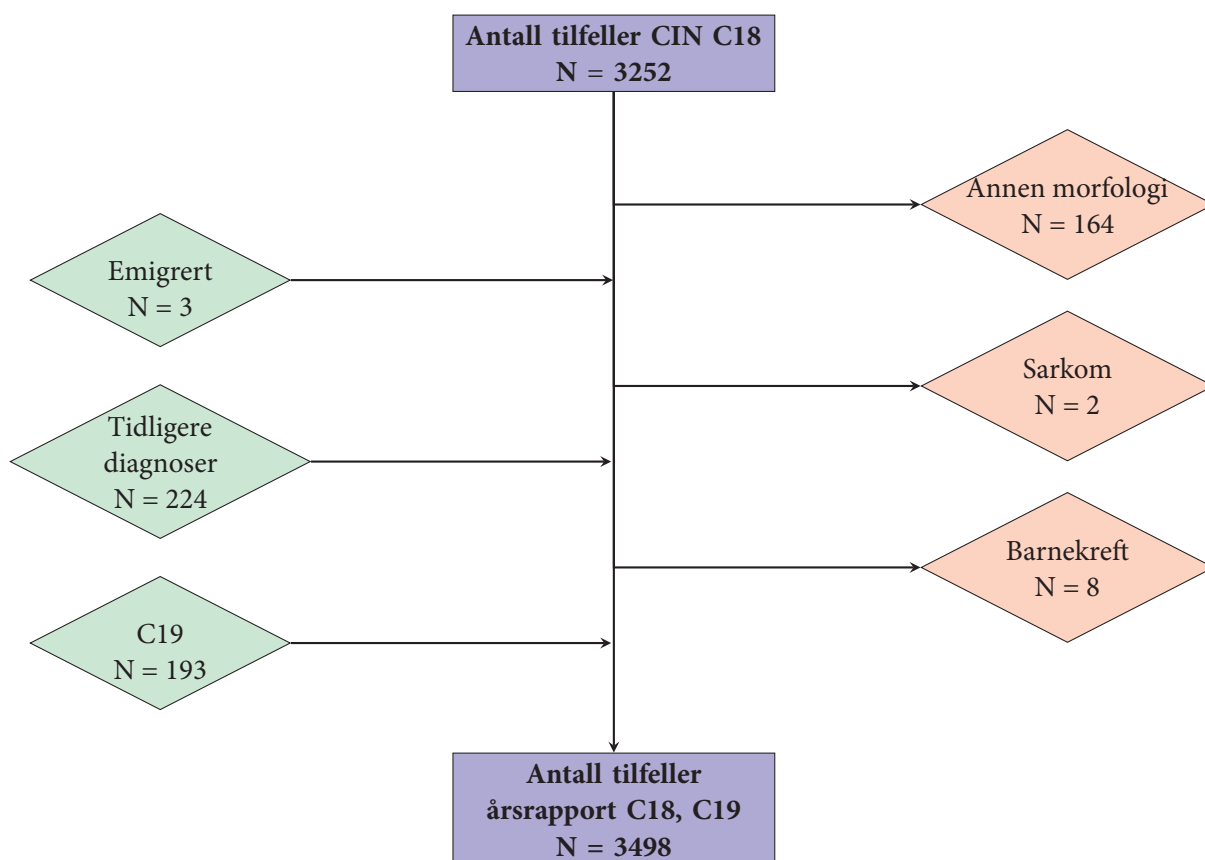 Antall tilfeller CIN C18
N = 3252
Annen morfologi
N = 164
Emigrert
N = 3
Sarkom
N = 2
Tidligere
diagnoser
N = 224
Barnekreft
N = 8
C19
N = 193
Antall tilfeller
årsrapport C18, C19
N = 3498